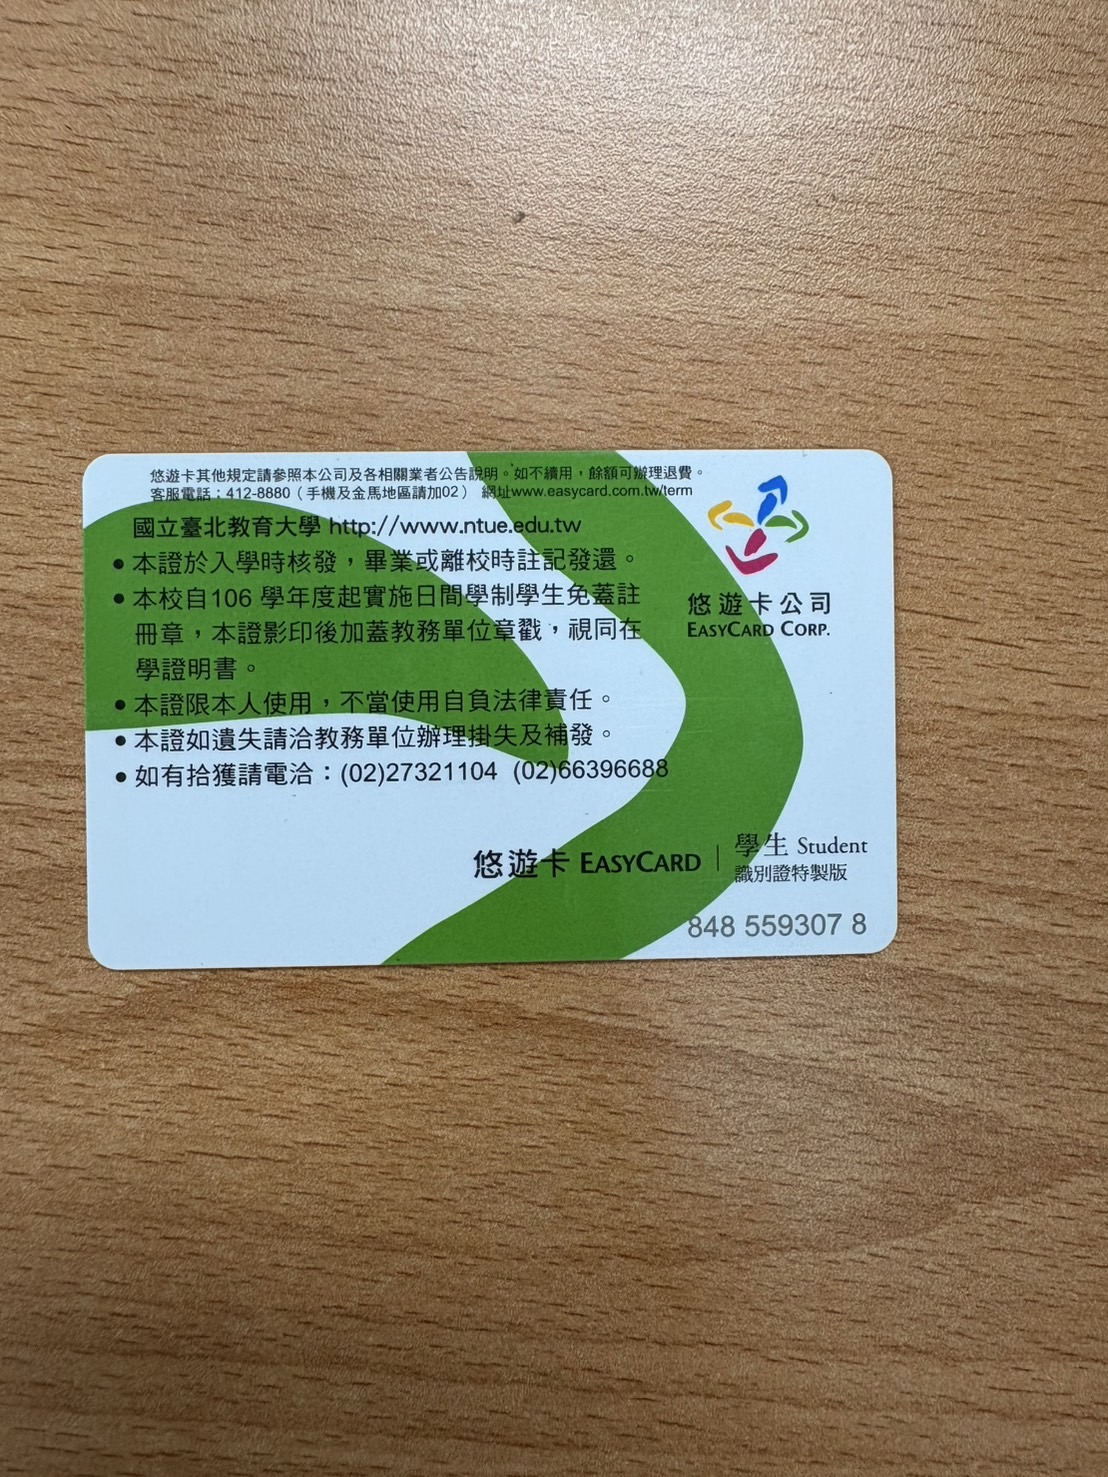 悠遊卡其他規定請參照本公司及各相關業者公告說明。如不續用，餘額可辦理退費。
客服電話：412-8880（手機及金馬地區請加02） 網址www.easycard.com.tw/term
國立臺北教育大學 http://www.ntue.edu.tw
●本證於入學時核發，畢業或離校時註記發還。
●本校自106 學年度起實施日間學制學生免蓋註
冊章，本證影印後加蓋教務單位章戳，視同在
學證明書。
●本證限本人使用，不當使用自負法律責任。
●本證如遺失請洽教務單位辦理掛失及補發。
●如有拾獲請電洽：(02)27321104 (02)66396688
悠遊卡公司
EASYCARD CORP.
悠遊卡 EASYCARD | 學生 Student
識別證特製版
848 559307 8